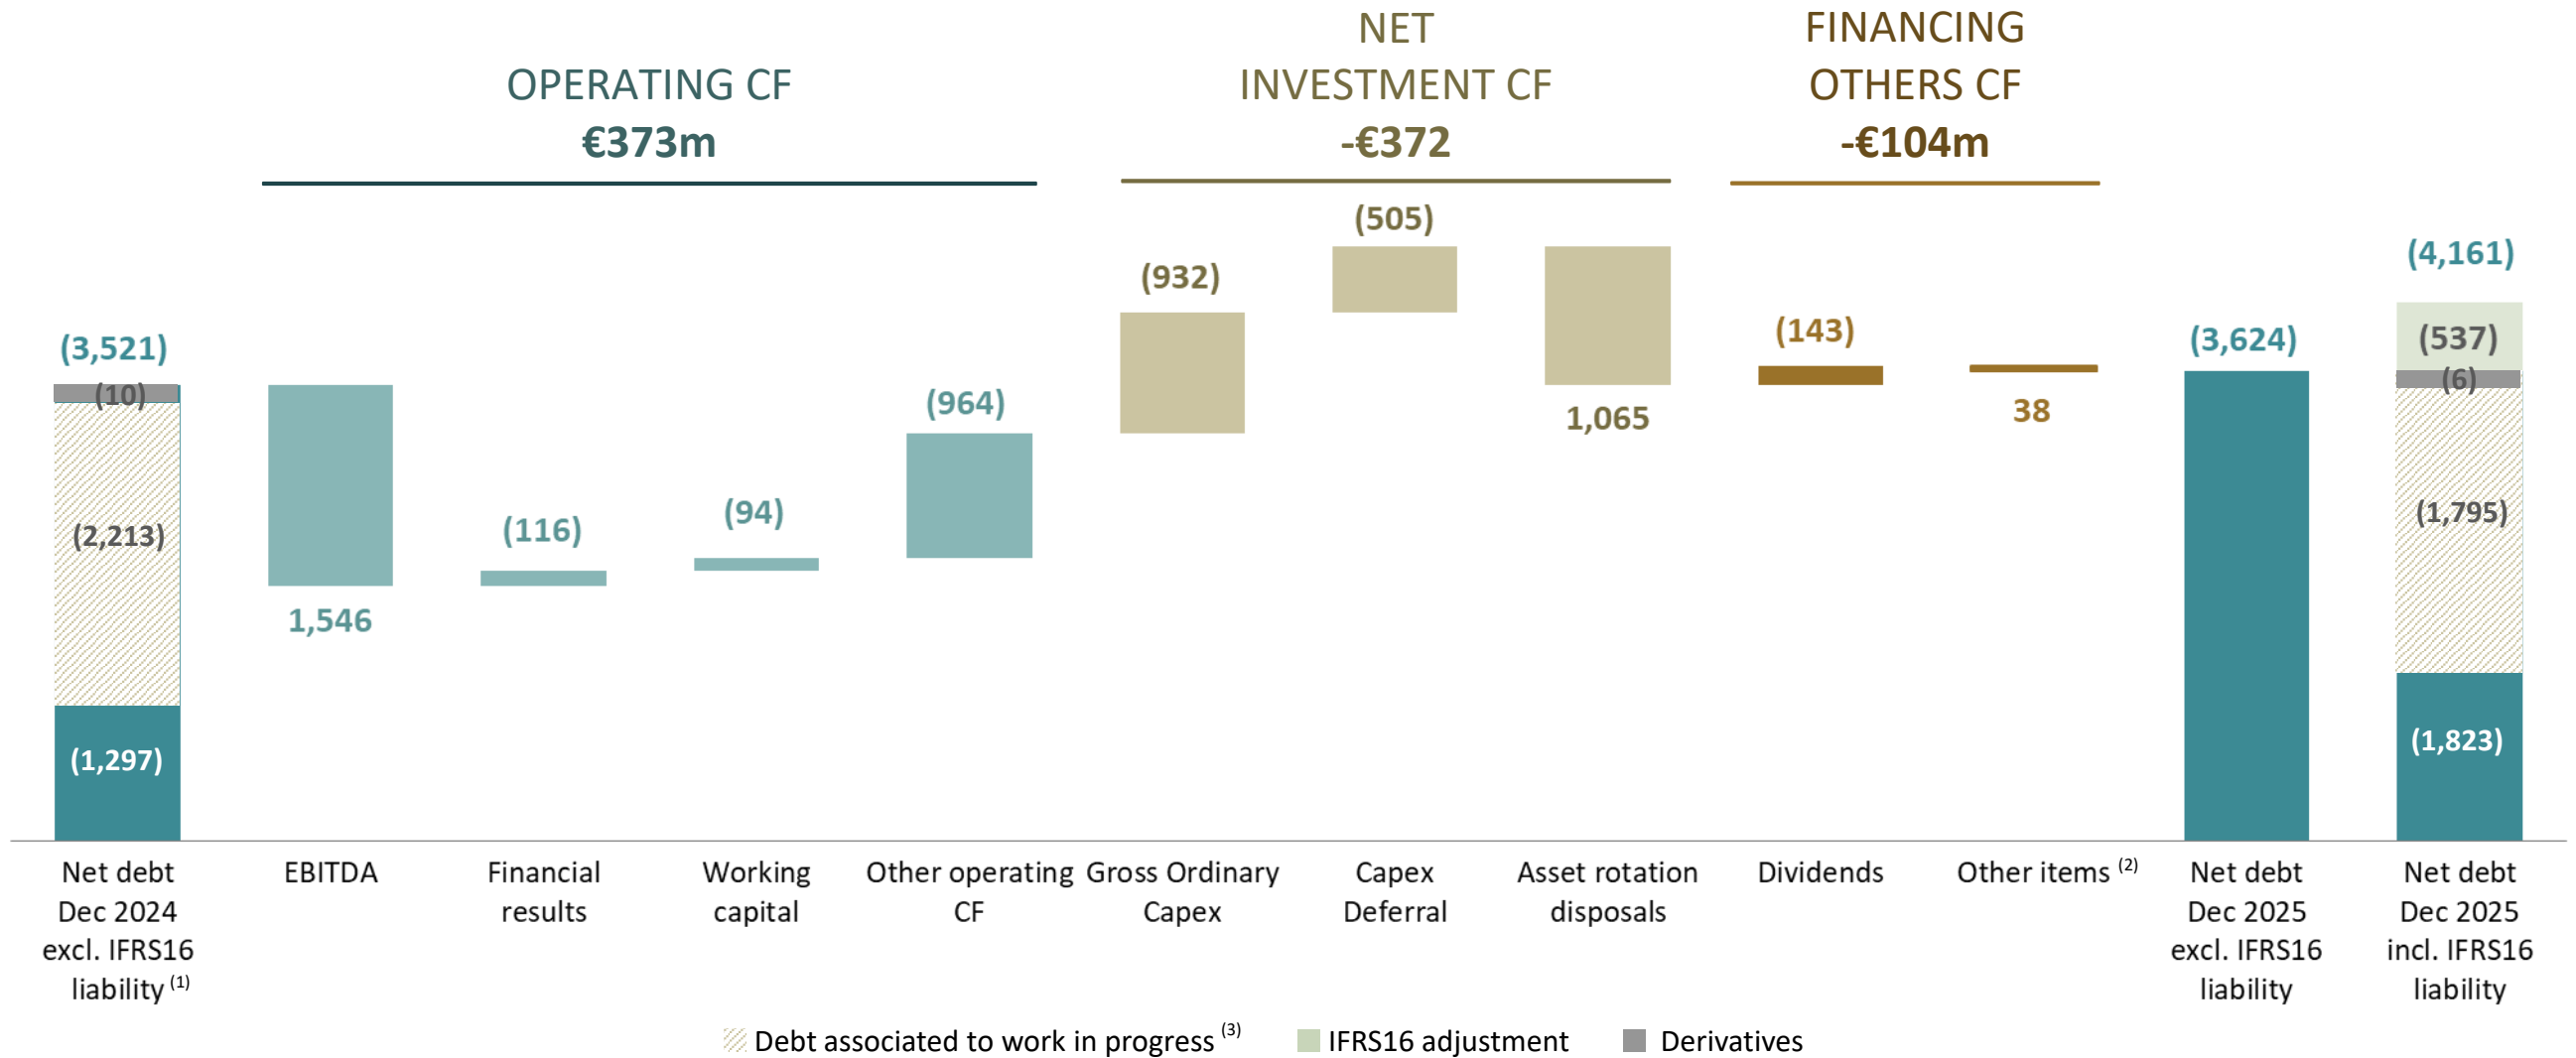 OPERATING CF
€373m
NET
INVESTMENT CF
-€372
FINANCING
OTHERS CF
-€104m
(3,521)
(10)
(2,213)
(1,297)
1,546
(116)
(94)
(964)
(932)
(505)
1,065
(143)
38
(3,624)
(4,161)
(537)
(6)
(1,795)
(1,823)
Net debt
Dec 2024
excl. IFRS16
liability (1)
EBITDA
Financial
results
Working
capital
Other operating
CF
Gross Ordinary
Capex
Capex
Deferral
Asset rotation
disposals
Dividends
Other items (2)
Net debt
Dec 2025
excl. IFRS16
liability
Net debt
Dec 2025
incl. IFRS16
liability
Debt associated to work in progress (3)
IFRS16 adjustment
Derivatives